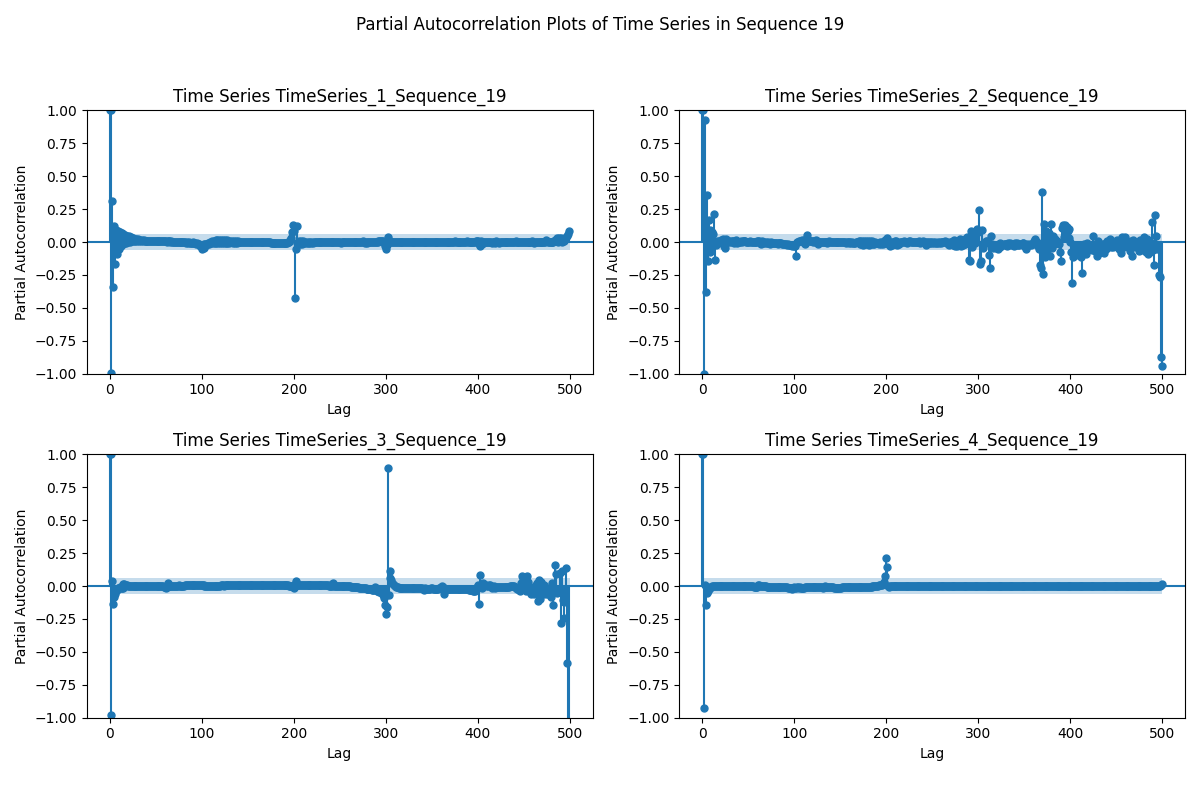 Partial Autocorrelation Plots of Time Series in Sequence 19
Time Series TimeSeries_1_Sequence_19
1.00
0.75
0.50
0.25
0.00
−0.25
−0.50
−0.75
−1.00
Partial Autocorrelation
0 100 200 300 400 500
Lag
Time Series TimeSeries_2_Sequence_19
1.00
0.75
0.50
0.25
0.00
−0.25
−0.50
−0.75
−1.00
Partial Autocorrelation
0 100 200 300 400 500
Lag
Time Series TimeSeries_3_Sequence_19
1.00
0.75
0.50
0.25
0.00
−0.25
−0.50
−0.75
−1.00
Partial Autocorrelation
0 100 200 300 400 500
Lag
Time Series TimeSeries_4_Sequence_19
1.00
0.75
0.50
0.25
0.00
−0.25
−0.50
−0.75
−1.00
Partial Autocorrelation
0 100 200 300 400 500
Lag